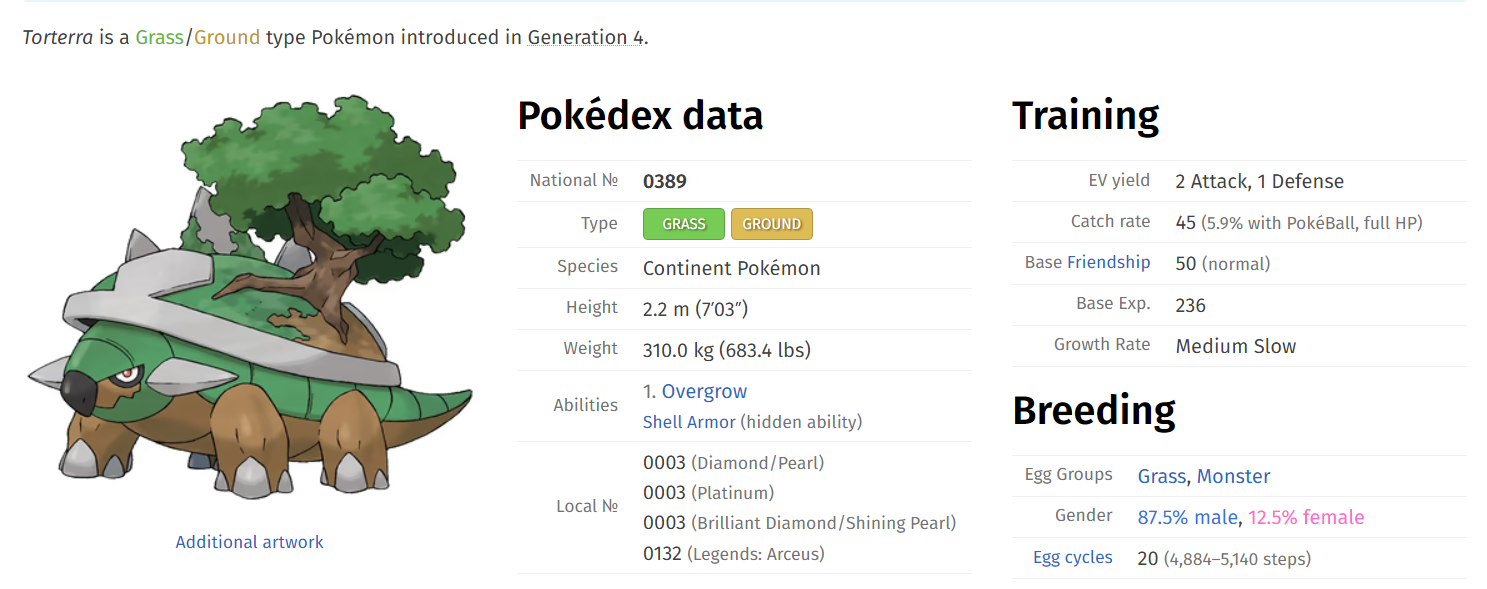 Torterra is a Grass/Ground type Pokémon introduced in Generation 4.
Additional artwork
Pokédex data
National № 0389
Type GRASS GROUND
Species Continent Pokémon
Height 2.2 m (7′03″)
Weight 310.0 kg (683.4 lbs)
Abilities 1. Overgrow
Shell Armor (hidden ability)
Local № 0003 (Diamond/Pearl)
0003 (Platinum)
0003 (Brilliant Diamond/Shining Pearl)
0132 (Legends: Arceus)
Training
EV yield 2 Attack, 1 Defense
Catch rate 45 (5.9% with PokéBall, full HP)
Base Friendship 50 (normal)
Base Exp. 236
Growth Rate Medium Slow
Breeding
Egg Groups Grass, Monster
Gender 87.5% male, 12.5% female
Egg cycles 20 (4,884–5,140 steps)